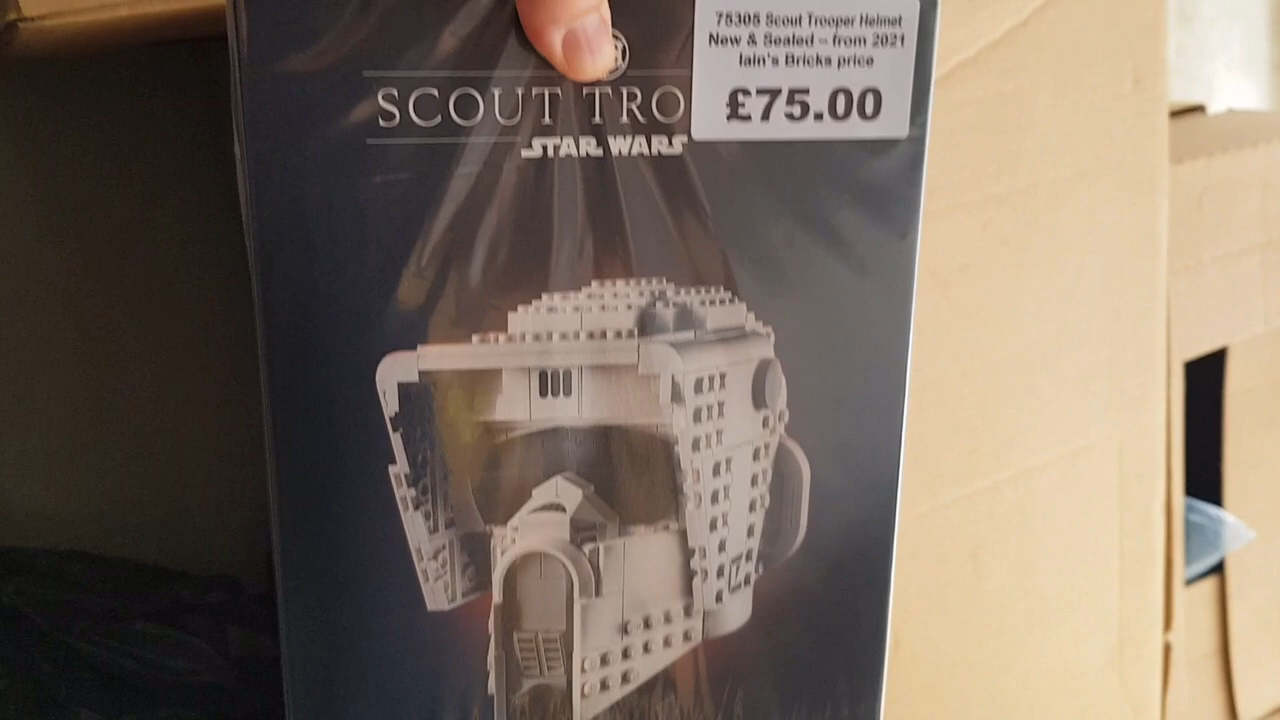 75305 Scout Trooper Helmet
New & Sealed – from 2021
Iain's Bricks price
£75.00
SCOUT TRO
STAR WARS